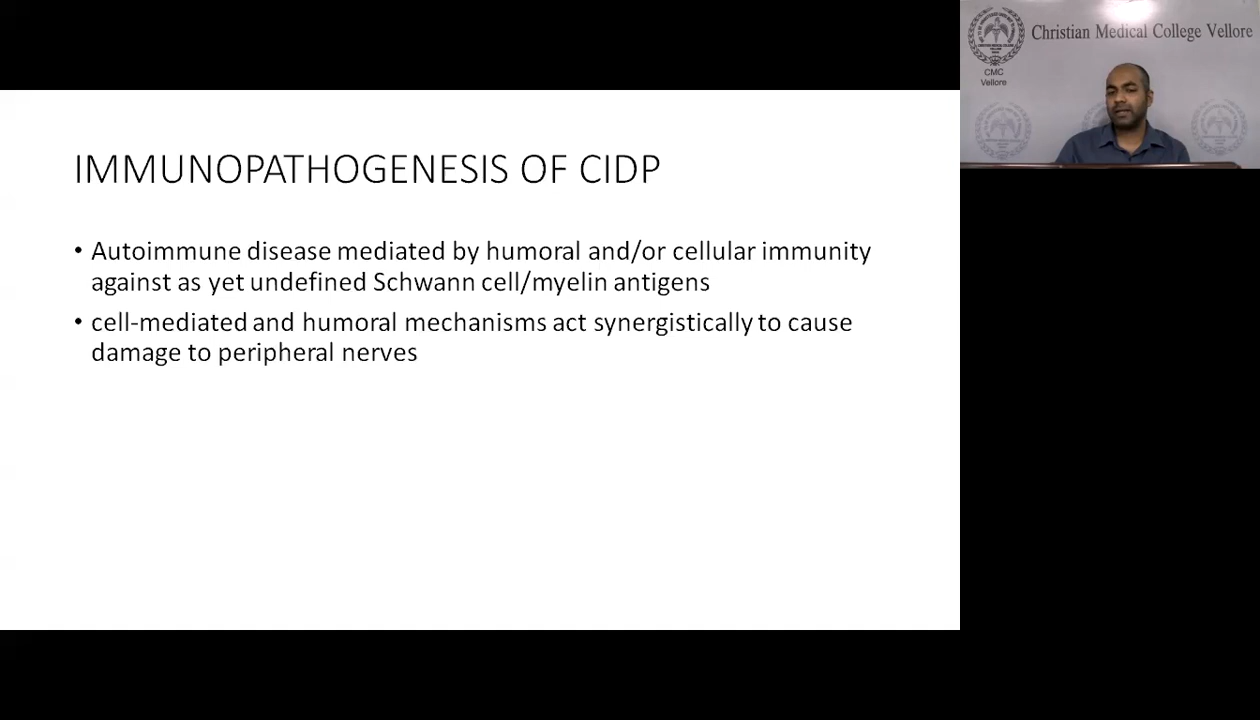 IMMUNOPATHOGENESIS OF CIDP
• Autoimmune disease mediated by humoral and/or cellular immunity
against as yet undefined Schwann cell/myelin antigens
• cell-mediated and humoral mechanisms act synergistically to cause
damage to peripheral nerves
Christian Medical College Vellore
CMC
Vellore